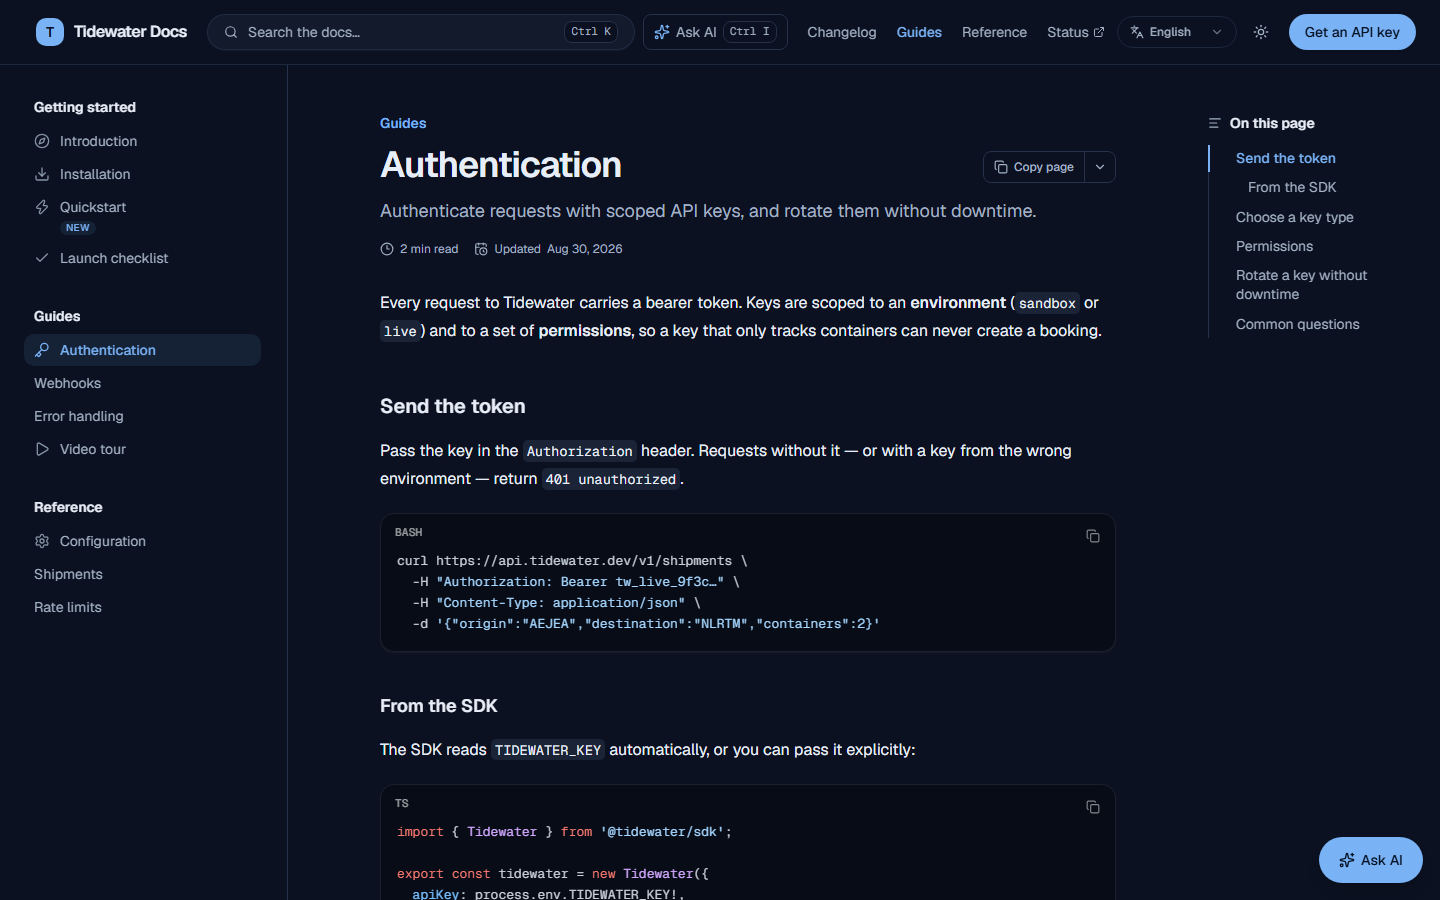 T Tidewater Docs
Search the docs... Ctrl K
Ask AI Ctrl I
Changelog Guides Reference Status
English
Get an API key
Getting started
Introduction
Installation
Quickstart
NEW
Launch checklist
Guides
Authentication
Webhooks
Error handling
Video tour
Reference
Configuration
Shipments
Rate limits
Guides
Authentication
Copy page
Authenticate requests with scoped API keys, and rotate them without downtime.
2 min read Updated Aug 30, 2026
Every request to Tidewater carries a bearer token. Keys are scoped to an environment (sandbox or
live) and to a set of permissions, so a key that only tracks containers can never create a booking.
Send the token
Pass the key in the Authorization header. Requests without it — or with a key from the wrong
environment — return 401 unauthorized.
BASH
curl https://api.tidewater.dev/v1/shipments \
-H "Authorization: Bearer tw_live_9f3c…" \
-H "Content-Type: application/json" \
-d '{"origin":"AEJEA","destination":"NLRTM","containers":2}'
From the SDK
The SDK reads TIDEWATER_KEY automatically, or you can pass it explicitly:
TS
import { Tidewater } from '@tidewater/sdk';
export const tidewater = new Tidewater({
apiKey: process.env.TIDEWATER_KEY!,
On this page
Send the token
From the SDK
Choose a key type
Permissions
Rotate a key without
downtime
Common questions
Ask AI